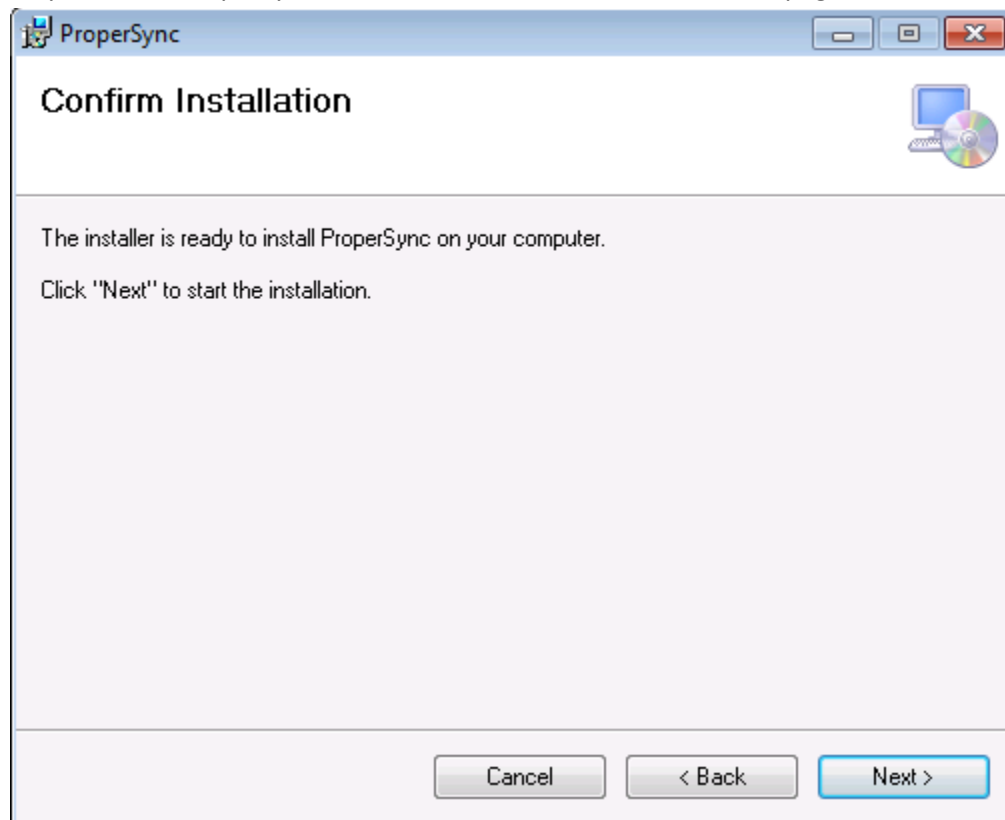 ProperSync
Confirm Installation
The installer is ready to install ProperSync on your computer.
Click "Next" to start the installation.
Cancel
< Back
Next >